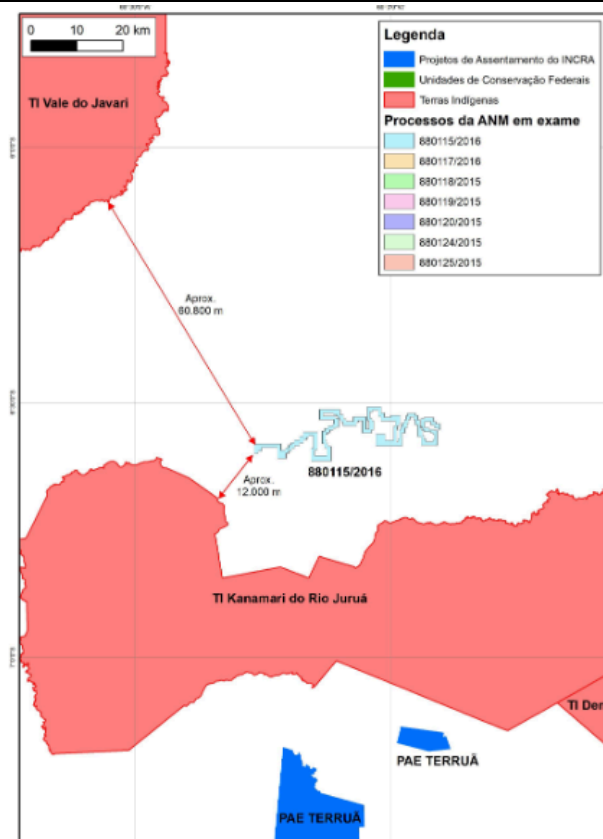 0 10 20 km
Legenda
Projetos de Assentamento do INCRA
Unidades de Conservação Federais
Terras Indígenas
Processos da ANM em exame
880115/2016
880117/2016
880118/2015
880119/2015
880120/2015
880124/2015
880125/2015
TI Vale do Javari
Aprox.
60.800 m
880115/2016
Aprox.
12.000 m
TI Kanamari do Rio Juruá
TI Den
PAE TERRUÃ
PAE TERRUÃ